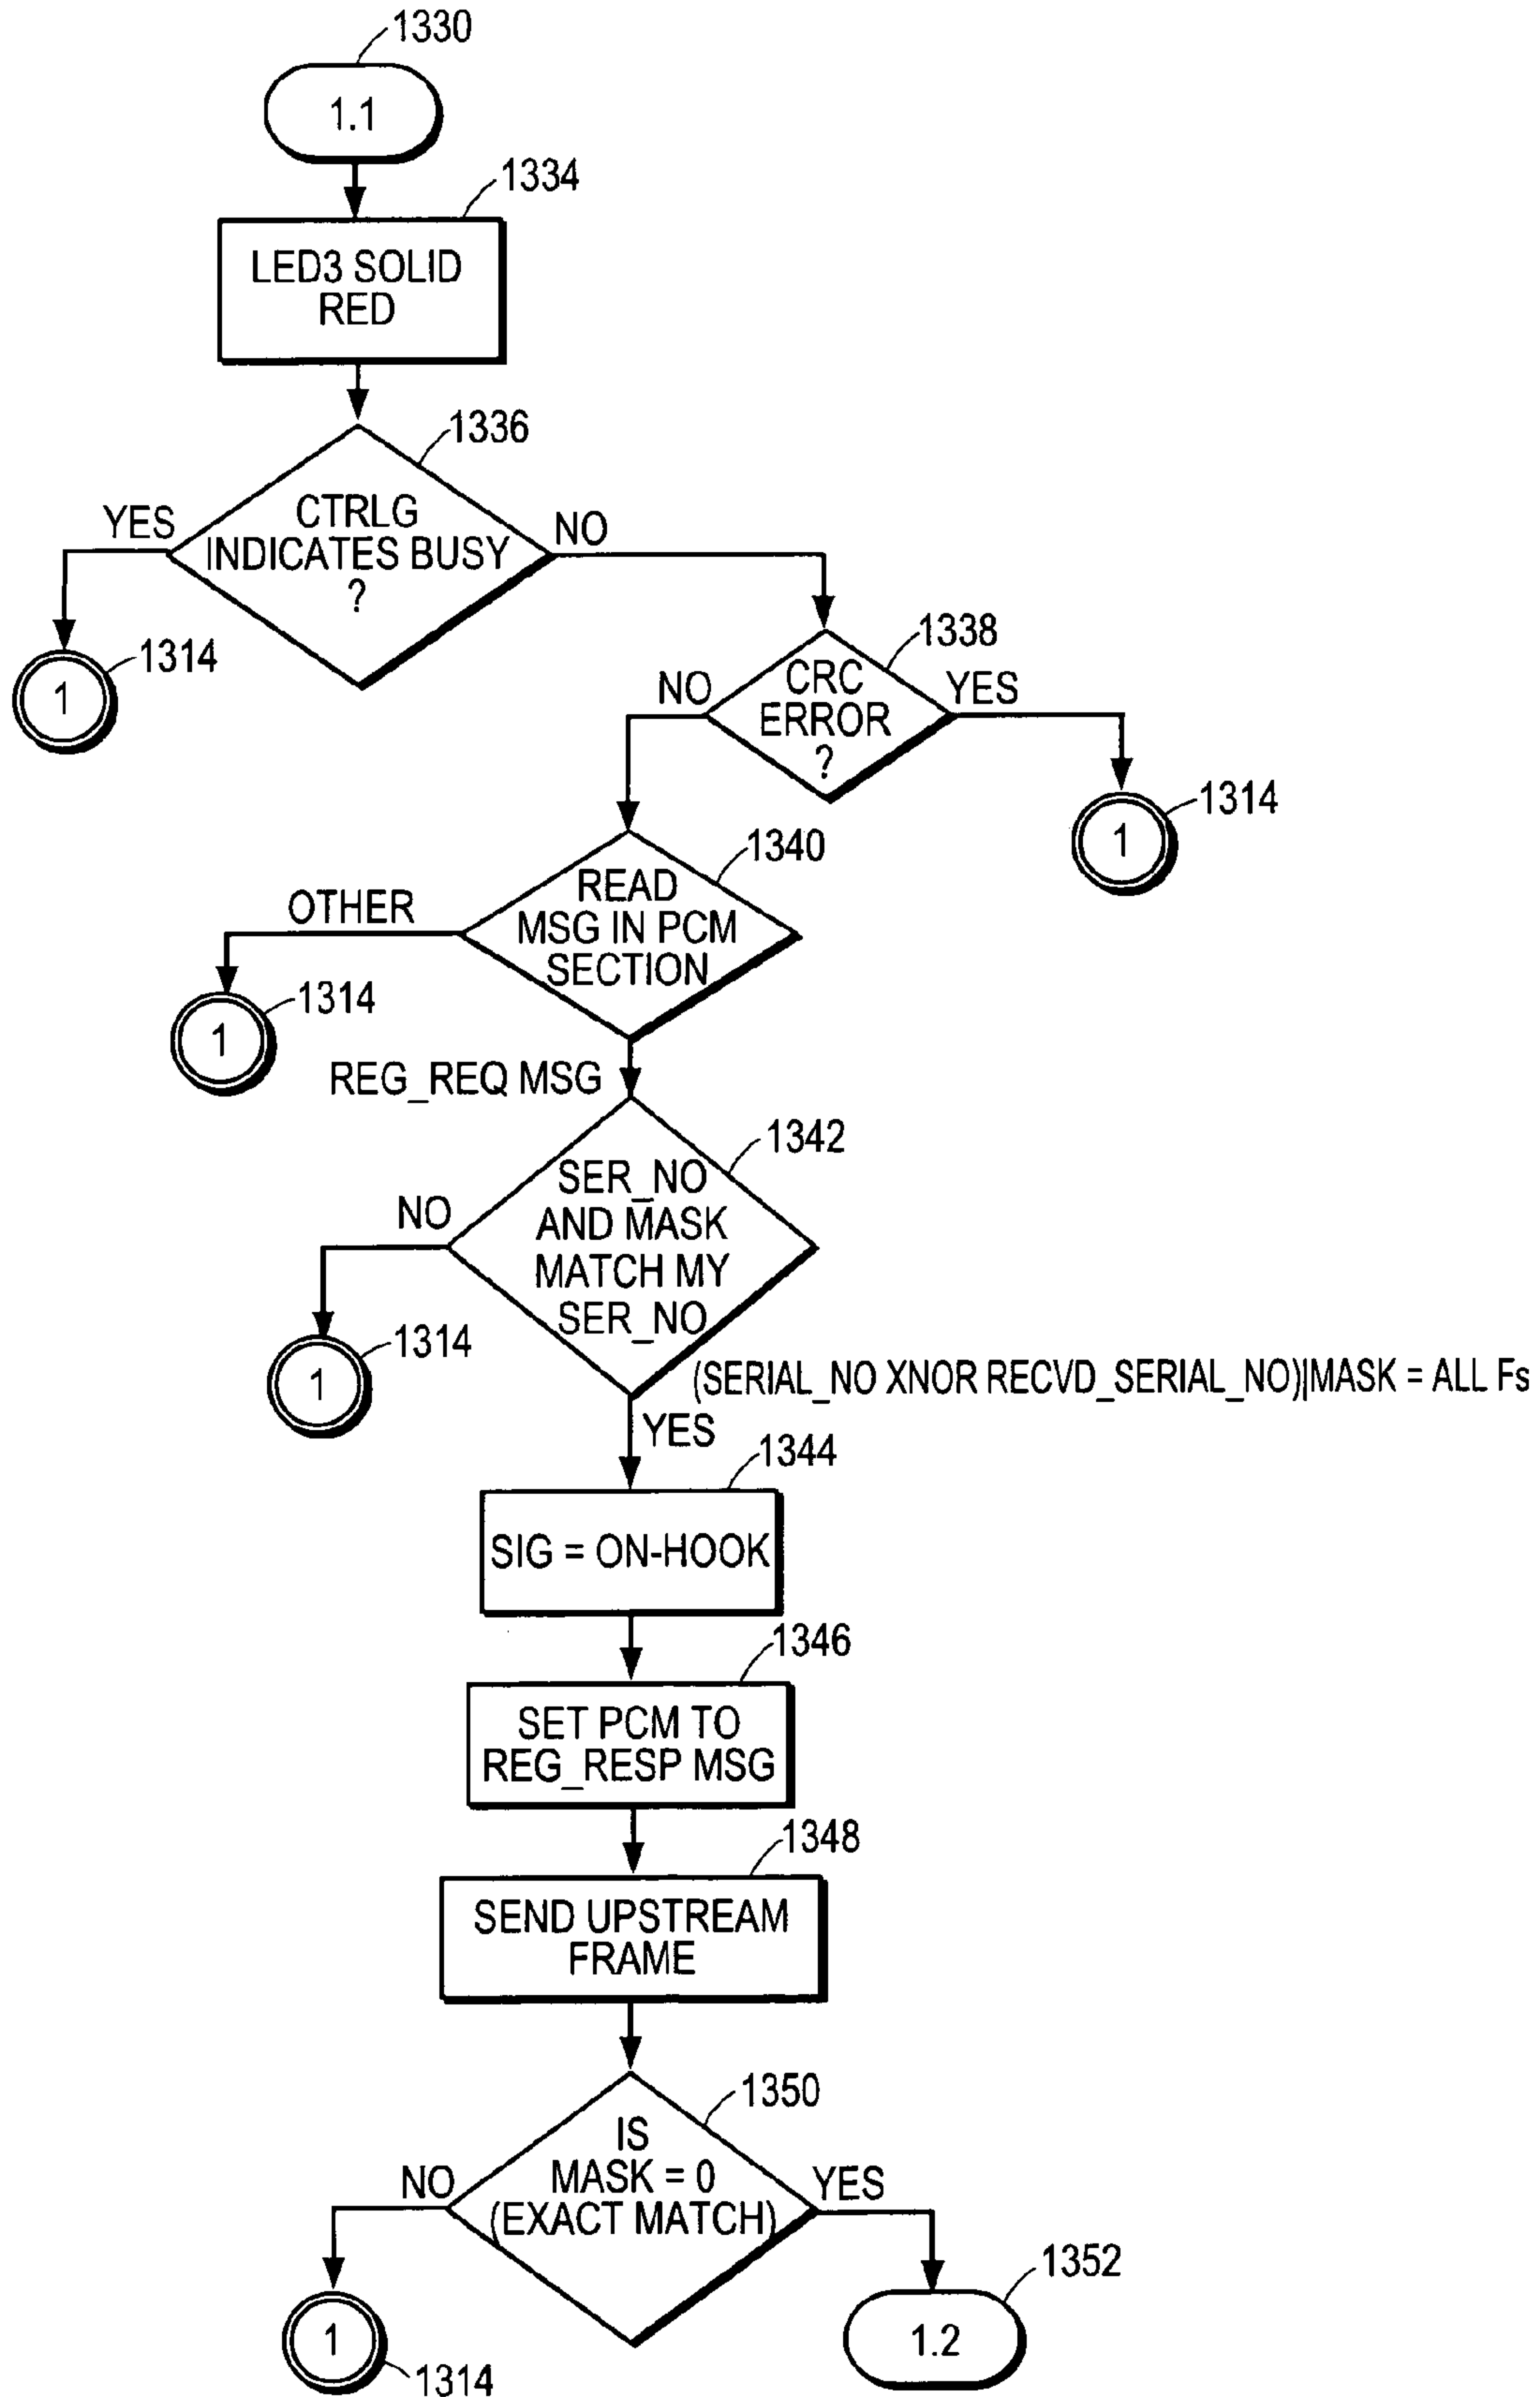 1330
1.1
1334
LED3 SOLID
RED
1336
CTRLG
INDICATES BUSY
?
YES
NO
1314
1
1338
CRC
ERROR
?
NO
YES
1314
1
1340
READ
MSG IN PCM
SECTION
OTHER
1314
1
REG_REQ MSG
1342
SER_NO
AND MASK
MATCH MY
SER_NO
NO
1314
1
(SERIAL_NO XNOR RECVD_SERIAL_NO)|MASK = ALL Fs
YES
1344
SIG = ON-HOOK
1346
SET PCM TO
REG_RESP MSG
1348
SEND UPSTREAM
FRAME
1350
IS
MASK = 0
(EXACT MATCH)
NO
YES
1352
1
1.2
1314